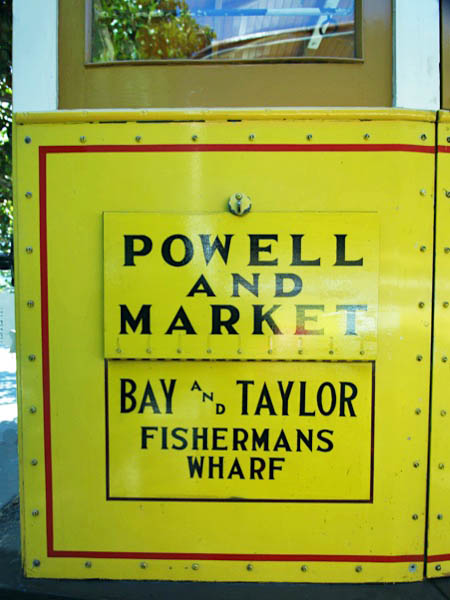 POWELL
AND
MARKET
BAY AND TAYLOR
FISHERMANS
WHARF